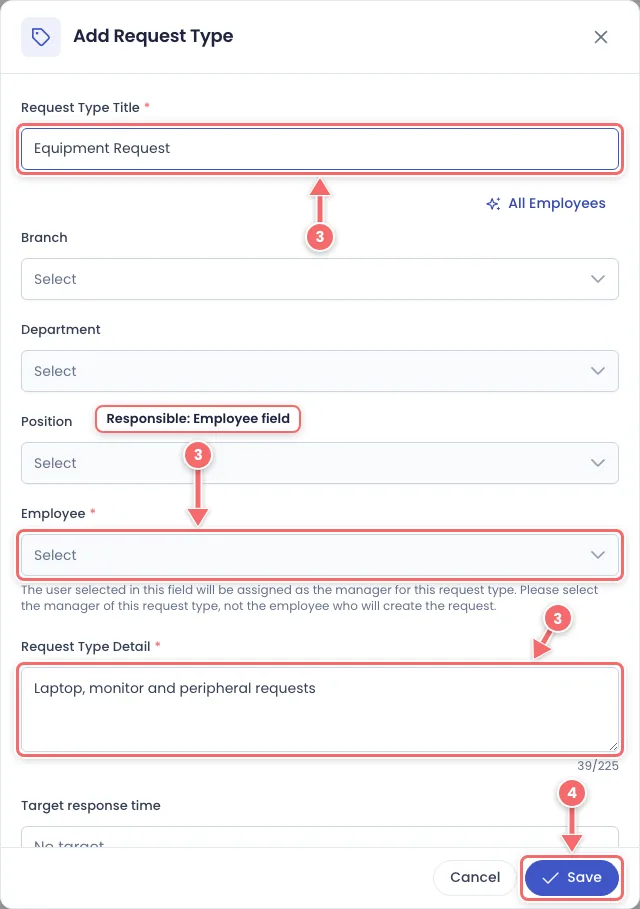 Add Request Type
Request Type Title *
Equipment Request
All Employees
3
Branch
Select
Department
Select
Position
Responsible: Employee field
Select
3
Employee *
Select
The user selected in this field will be assigned as the manager for this request type. Please select
the manager of this request type, not the employee who will create the request.
3
Request Type Detail *
Laptop, monitor and peripheral requests
39/225
4
Target response time
No target
Cancel
Save